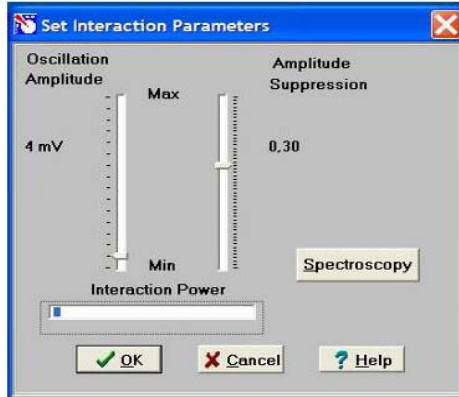 Set Interaction Parameters
Oscillation
Amplitude
Amplitude
Suppression
Max
4 mV
0,30
Min
Spectroscopy
Interaction Power
OK
Cancel
? Help